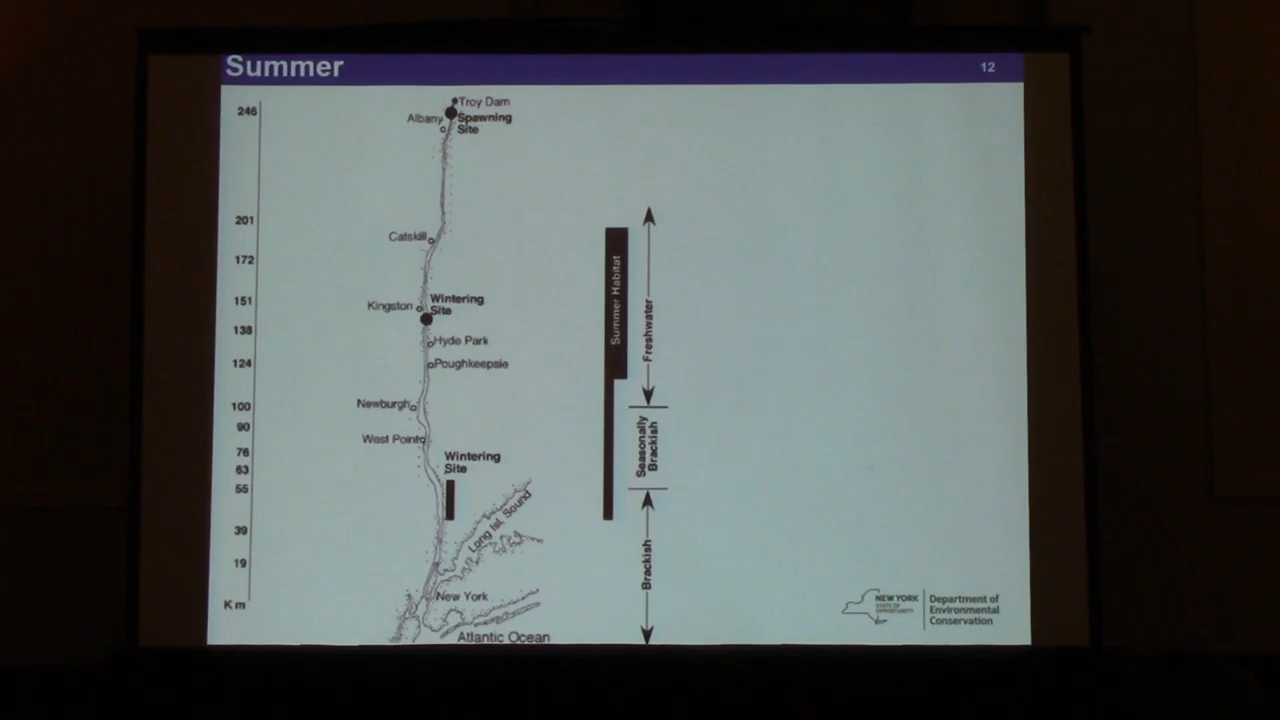 Summer
12
246
201
172
151
138
124
100
90
76
63
55
39
19
Km
Troy Dam
Albany
Spawning
Site
Catskill
Kingston
Wintering
Site
Hyde Park
Poughkeepsie
Newburgh
West Point
Wintering
Site
Long Isl. Sound
New York
Atlantic Ocean
Summer Habitat
Freshwater
Seasonally
Brackish
Brackish
NEW YORK
STATE OF
OPPORTUNITY
Department of
Environmental
Conservation